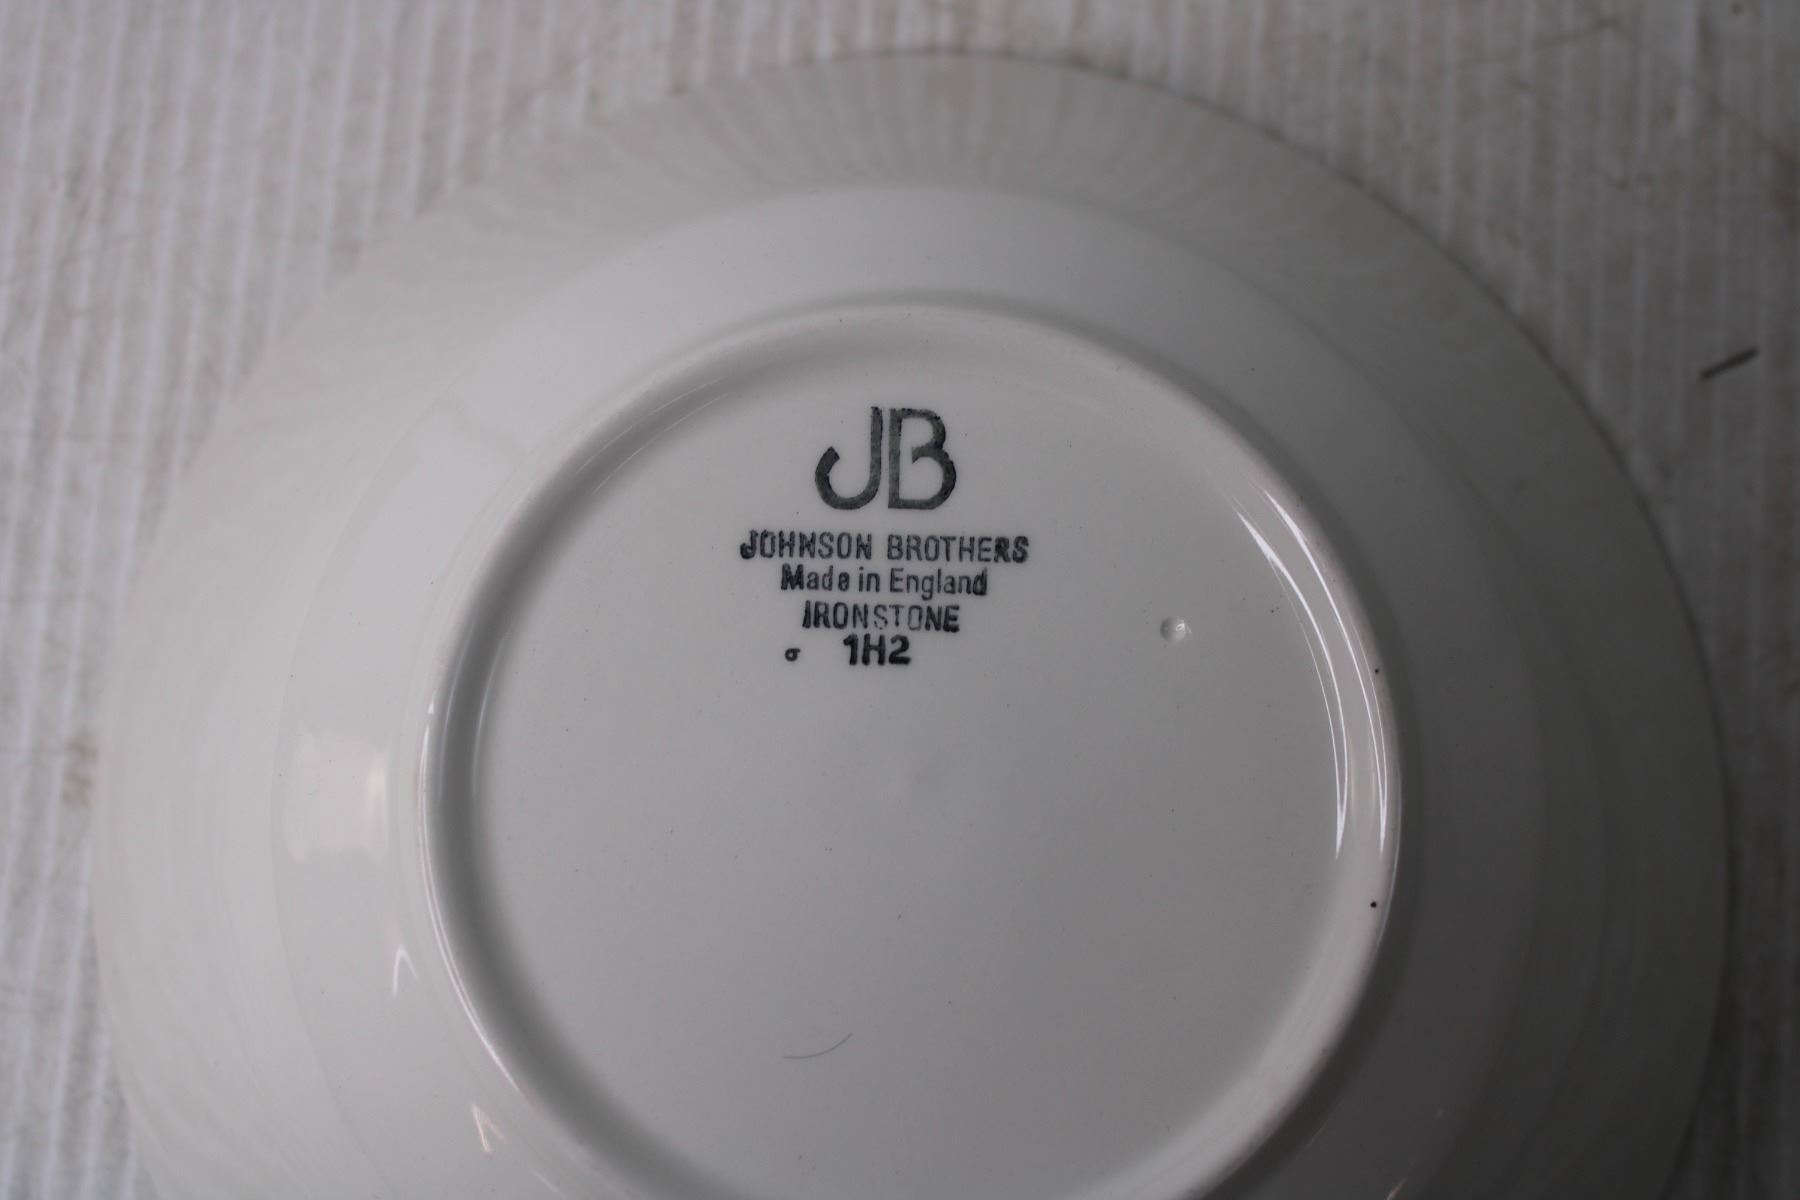 JB
JOHNSON BROTHERS
Made in England
IRONSTONE
1H2